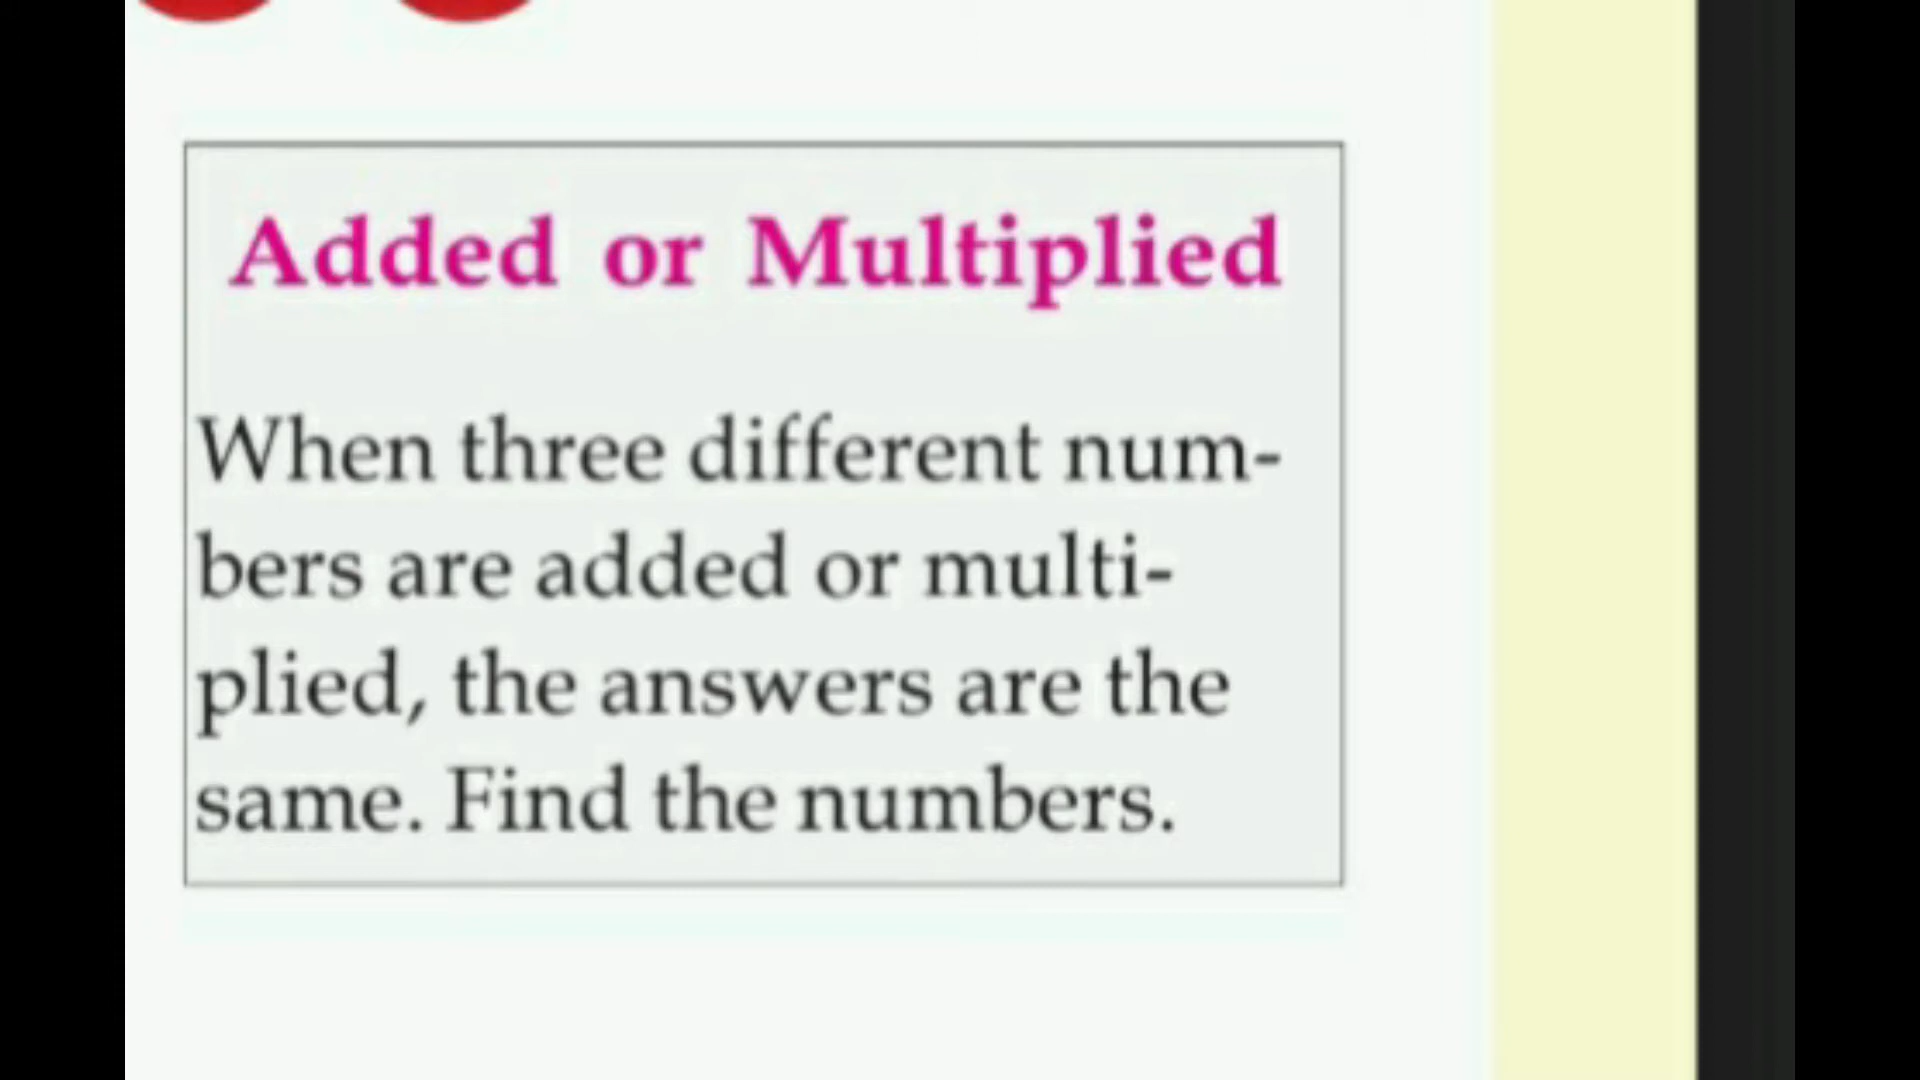 Added or Multiplied
When three different num-
bers are added or multi-
plied, the answers are the
same. Find the numbers.